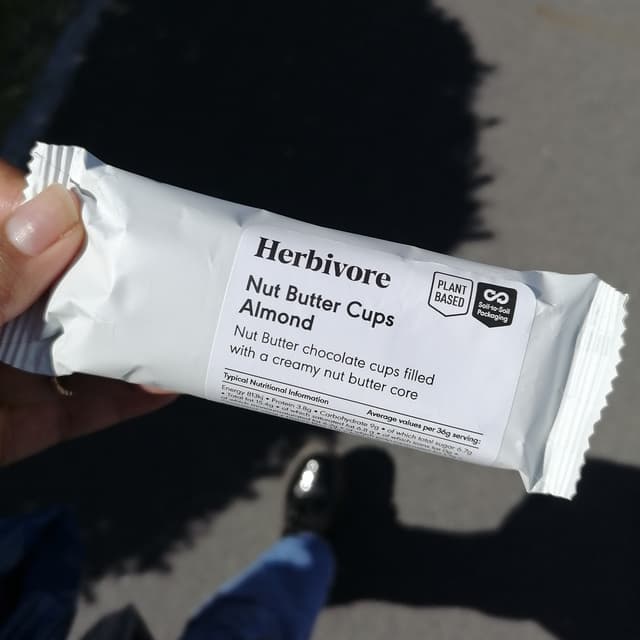 Herbivore
Nut Butter Cups
Almond
Nut Butter chocolate cups filled
with a creamy nut butter core
PLANT
BASED
Soil-to-Soil
Packaging
Typical Nutritional Information
Average values per 36g serving:
Energy 813kj • Protein 3.8g • Carbohydrate 9g • of which total sugar 6.7g